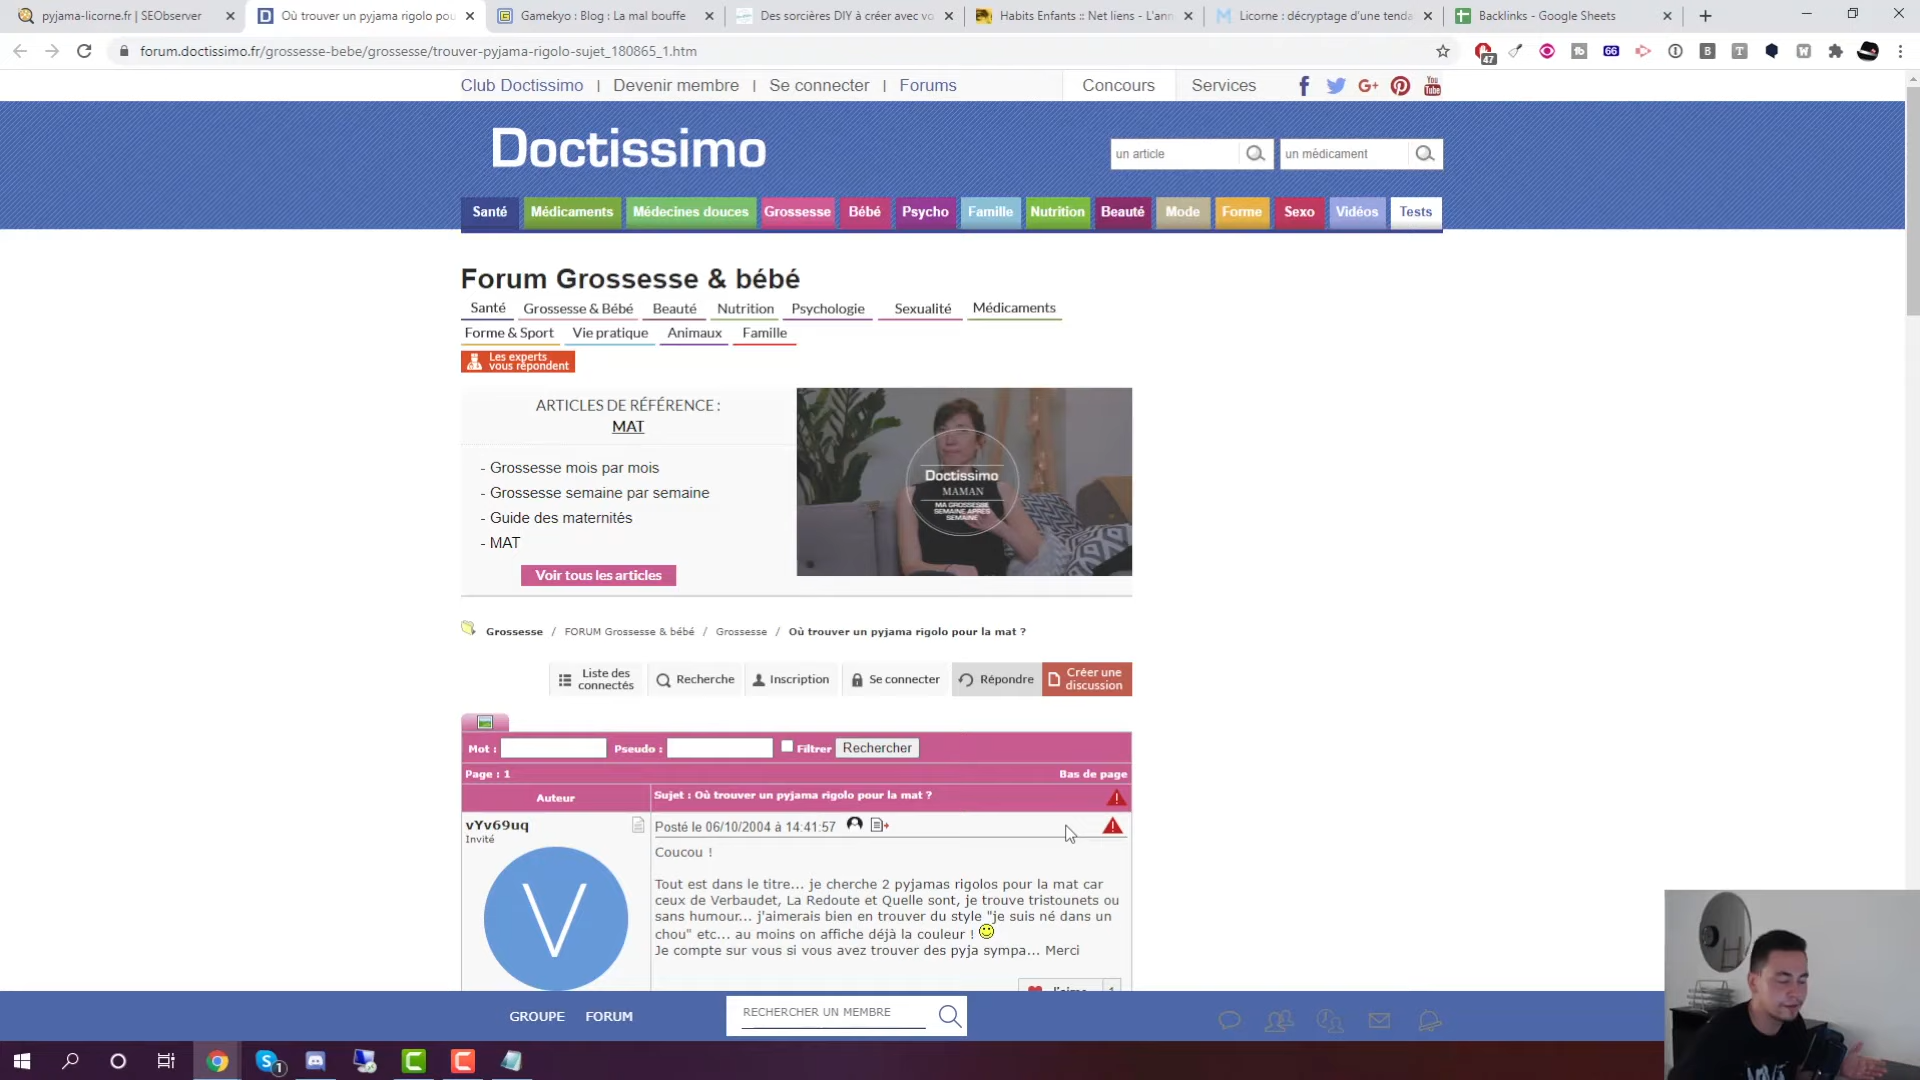 pyjama-licorne.fr | SEObserver
Où trouver un pyjama rigolo pou
Gamekyo : Blog : La mal bouffe
Des sorcières DIY à créer avec vo
Habits Enfants :: Net liens - L'ann
Licorne : décryptage d'une tenda
Backlinks - Google Sheets
forum.doctissimo.fr/grossesse-bebe/grossesse/trouver-pyjama-rigolo-sujet_180865_1.htm
47
66
Club Doctissimo | Devenir membre | Se connecter | Forums
Concours
Services
You Tube
Doctissimo
un article
un médicament
Santé
Médicaments
Médecines douces
Grossesse
Bébé
Psycho
Famille
Nutrition
Beauté
Mode
Forme
Sexo
Vidéos
Tests
Forum Grossesse & bébé
Santé Grossesse & Bébé Beauté Nutrition Psychologie Sexualité Médicaments
Forme & Sport Vie pratique Animaux Famille
Les experts
vous répondent
ARTICLES DE RÉFÉRENCE :
MAT
- Grossesse mois par mois
- Grossesse semaine par semaine
- Guide des maternités
- MAT
Voir tous les articles
Doctissimo
MAMAN
MA GROSSESSE
SEMAINE APRÈS
SEMAINE
Grossesse / FORUM Grossesse & bébé / Grossesse / Où trouver un pyjama rigolo pour la mat ?
Liste des
connectés
Recherche
Inscription
Se connecter
Répondre
Créer une
discussion
Mot :
Pseudo :
Filtrer
Rechercher
Page : 1
Bas de page
Auteur
Sujet : Où trouver un pyjama rigolo pour la mat ?
vYv69uq
Invité
V
Posté le 06/10/2004 à 14:41:57
Coucou !
Tout est dans le titre... je cherche 2 pyjamas rigolos pour la mat car
ceux de Verbaudet, La Redoute et Quelle sont, je trouve tristounets ou
sans humour... j'aimerais bien en trouver du style "je suis né dans un
chou" etc... au moins on affiche déjà la couleur !
Je compte sur vous si vous avez trouver des pyja sympa... Merci
J'aime
1
GROUPE
FORUM
RECHERCHER UN MEMBRE